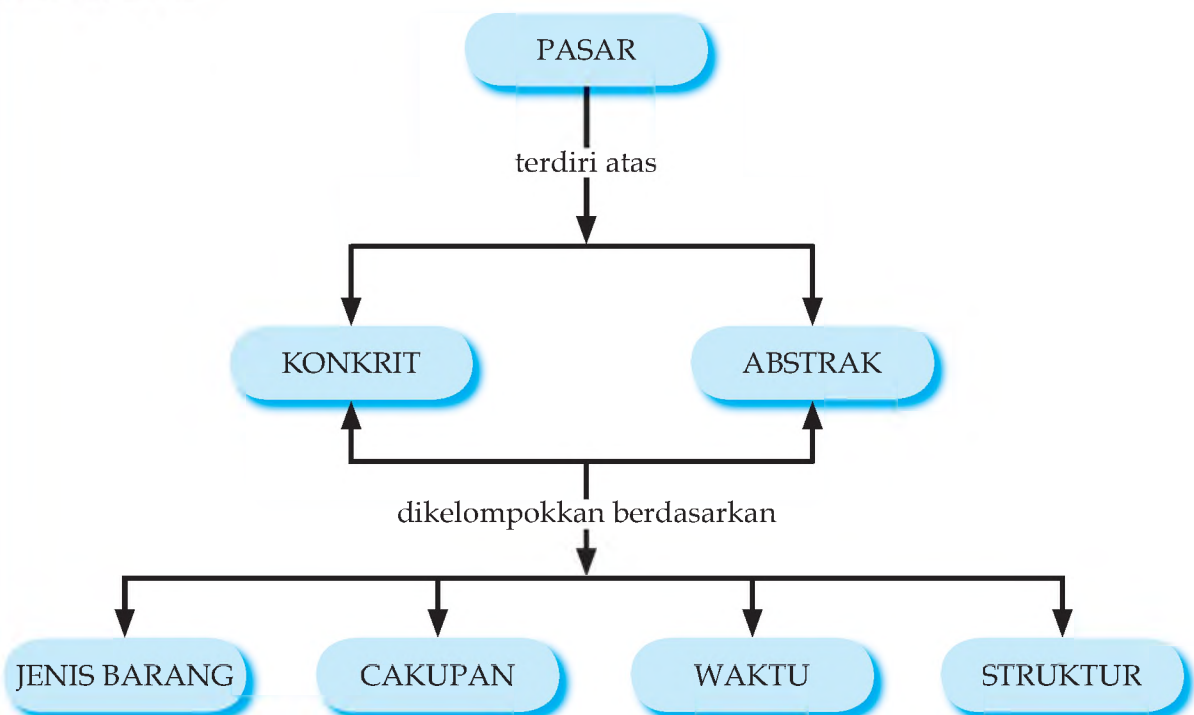 PASAR
terdiri atas
KONKRIT
ABSTRAK
dikelompokkan berdasarkan
JENIS BARANG
CAKUPAN
WAKTU
STRUKTUR